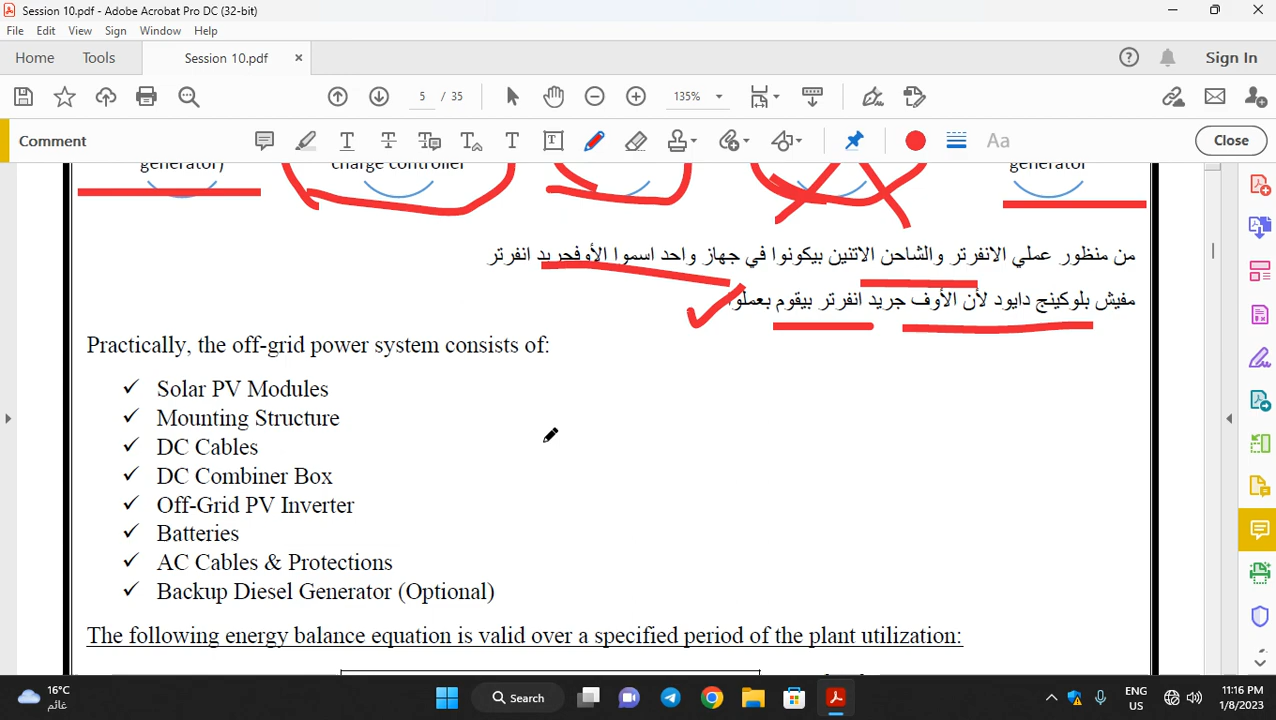 Session 10.pdf - Adobe Acrobat Pro DC (32-bit)
File Edit View Sign Window Help
Home Tools Session 10.pdf × Sign In
5 / 35 135%
Comment Aa Close
generator) charge controller generator
من منظور عملي الانفرتر والشاحن الاتنين بيكونوا في جهاز واحد اسموا الأوفجريد انفرتر
مفيش بلوكينج دايود لأن الأوف جريد انفرتر بيقوم بعملوا
Practically, the off-grid power system consists of:
✓ Solar PV Modules
✓ Mounting Structure
✓ DC Cables
✓ DC Combiner Box
✓ Off-Grid PV Inverter
✓ Batteries
✓ AC Cables & Protections
✓ Backup Diesel Generator (Optional)
The following energy balance equation is valid over a specified period of the plant utilization:
16°C
غائم
Search
ENG
US
11:16 PM
1/8/2023